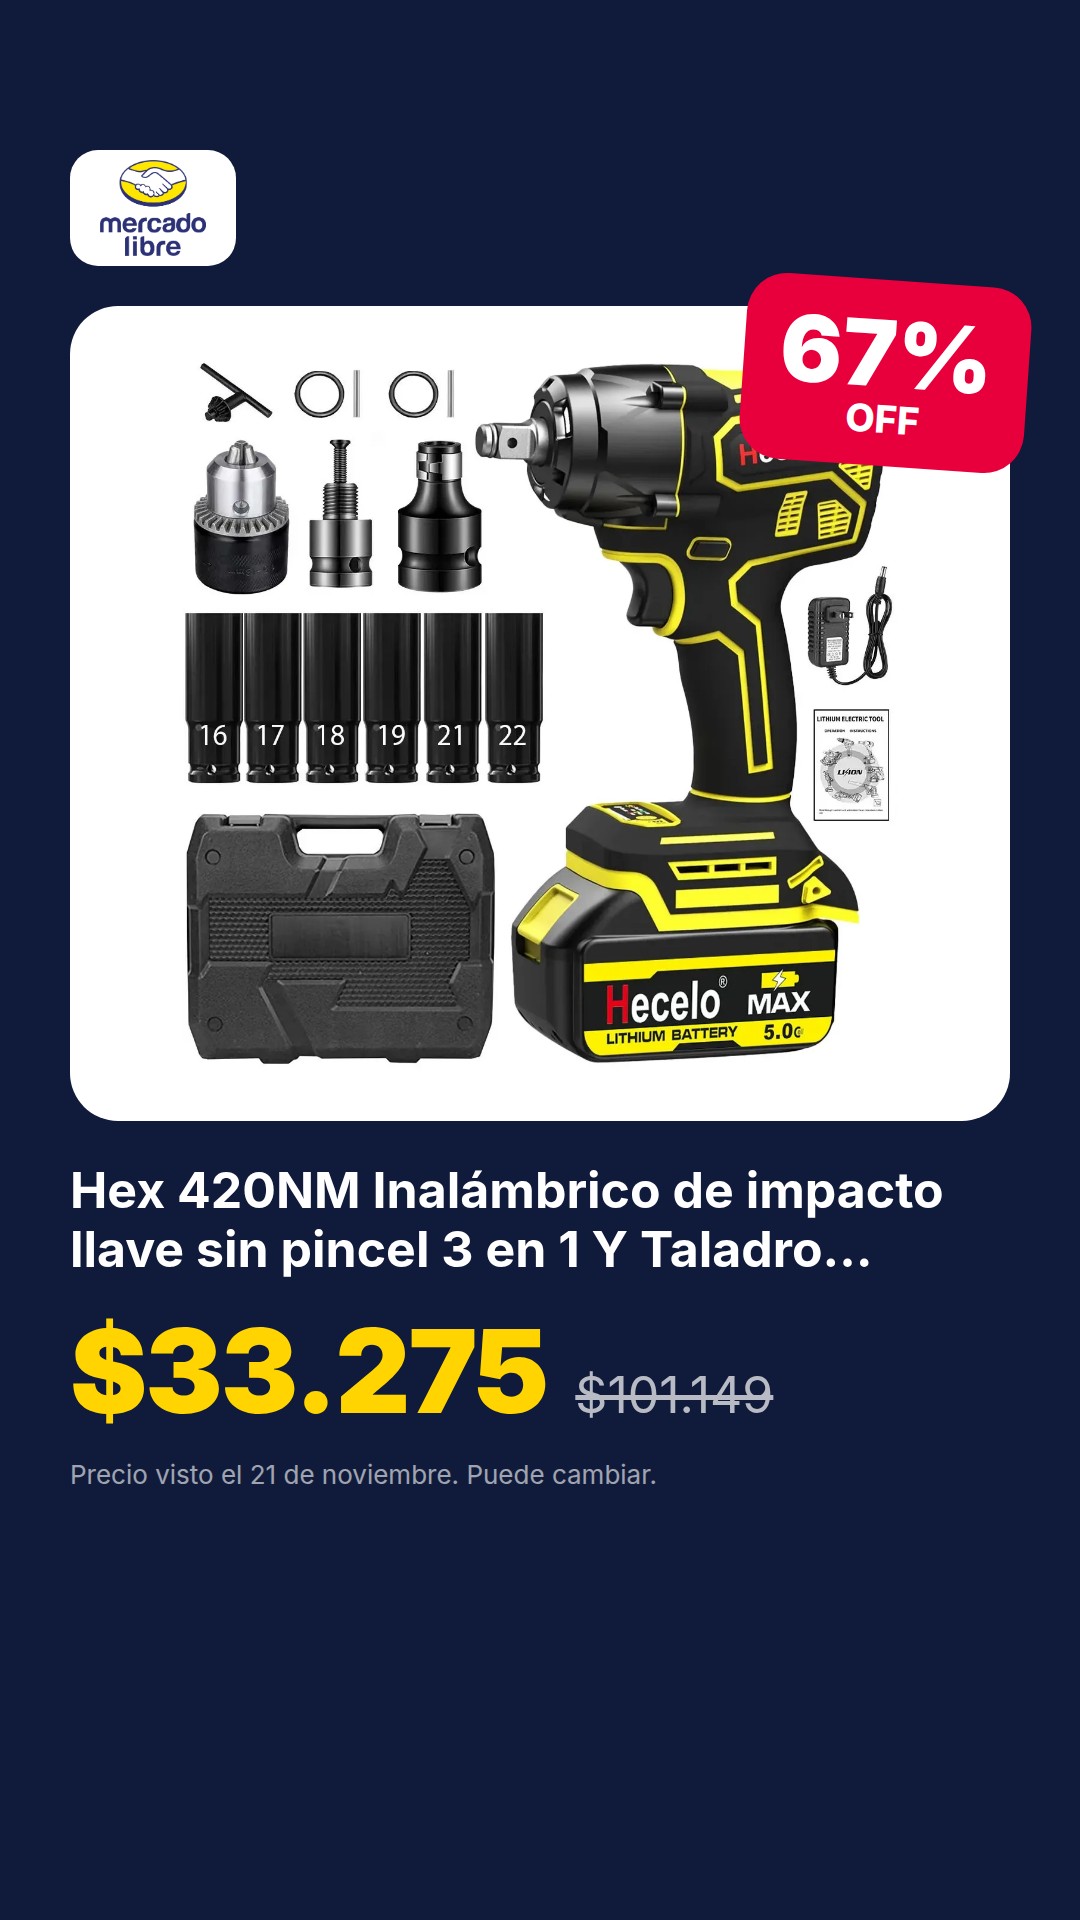 mercado
libre
67%
OFF
16 17 18 19 21 22
LITHIUM ELECTRIC TOOL
OPERATION INSTRUCTIONS
Hecelo®
MAX
LITHIUM BATTERY 5.0
Hex 420NM Inalámbrico de impacto
llave sin pincel 3 en 1 Y Taladro...
$33.275 $101.149
Precio visto el 21 de noviembre. Puede cambiar.